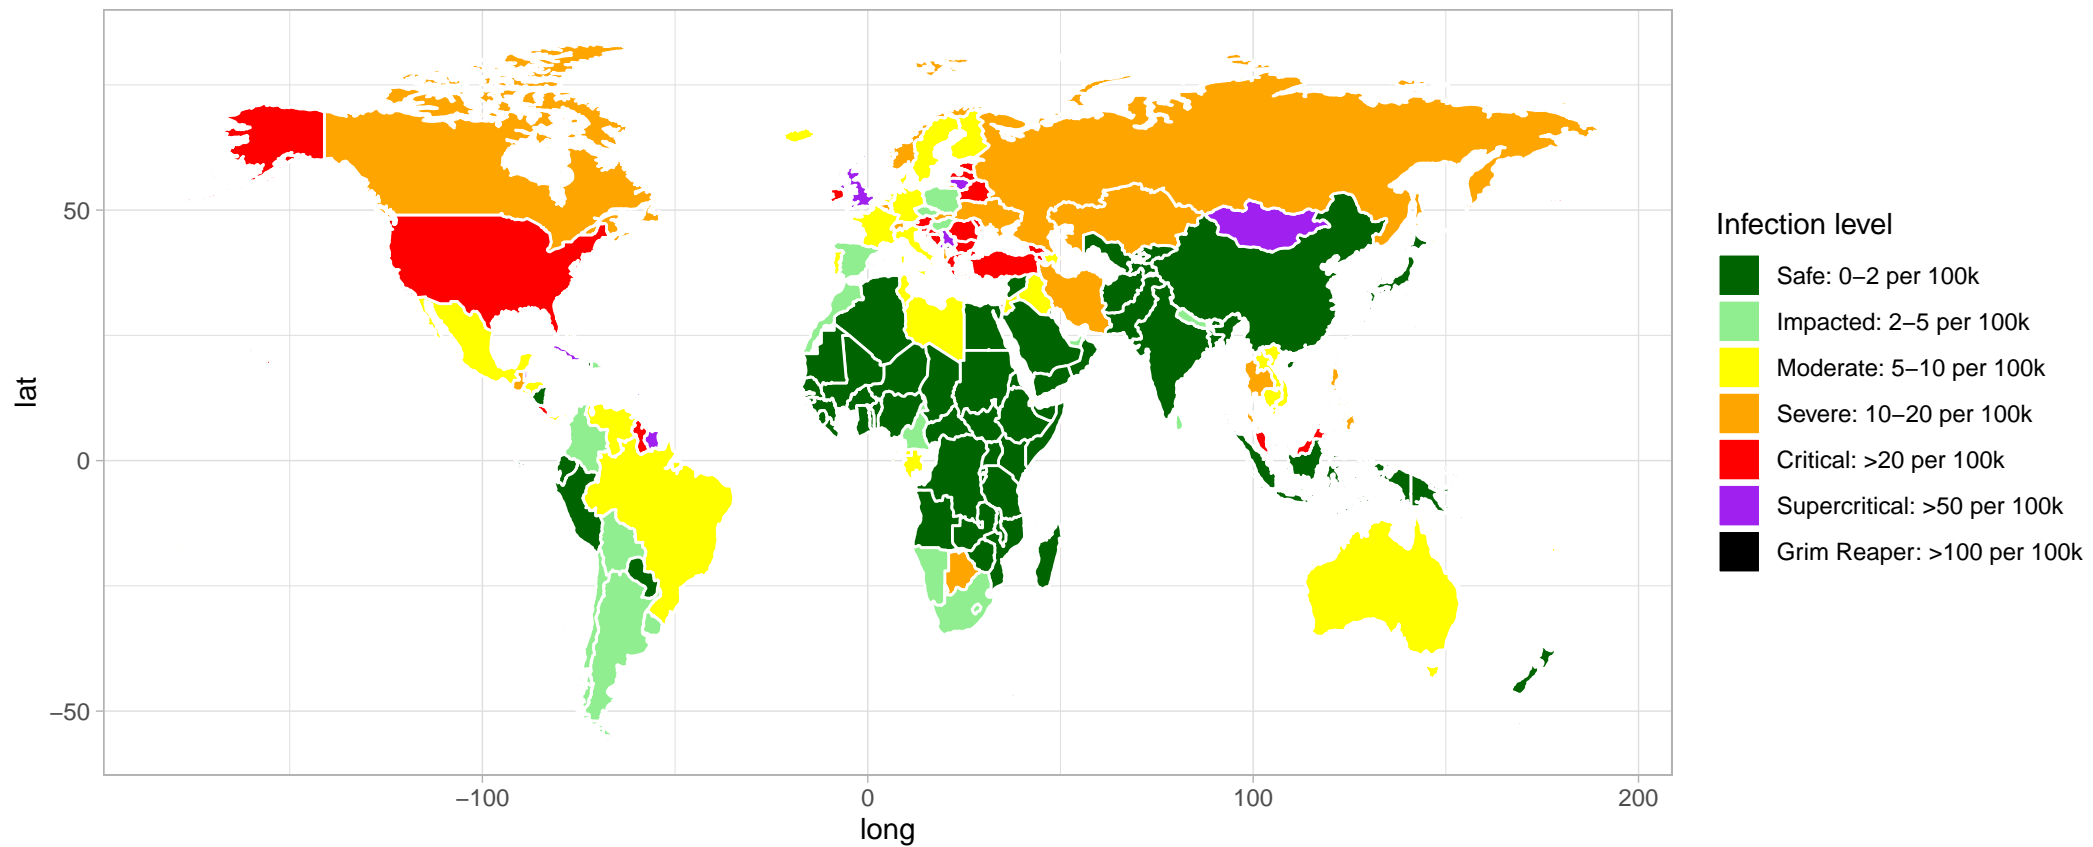 Infection level
Safe: 0–2 per 100k
Impacted: 2–5 per 100k
Moderate: 5–10 per 100k
Severe: 10–20 per 100k
Critical: >20 per 100k
Supercritical: >50 per 100k
Grim Reaper: >100 per 100k
lat
50
0
−50
−100
0
100
200
long